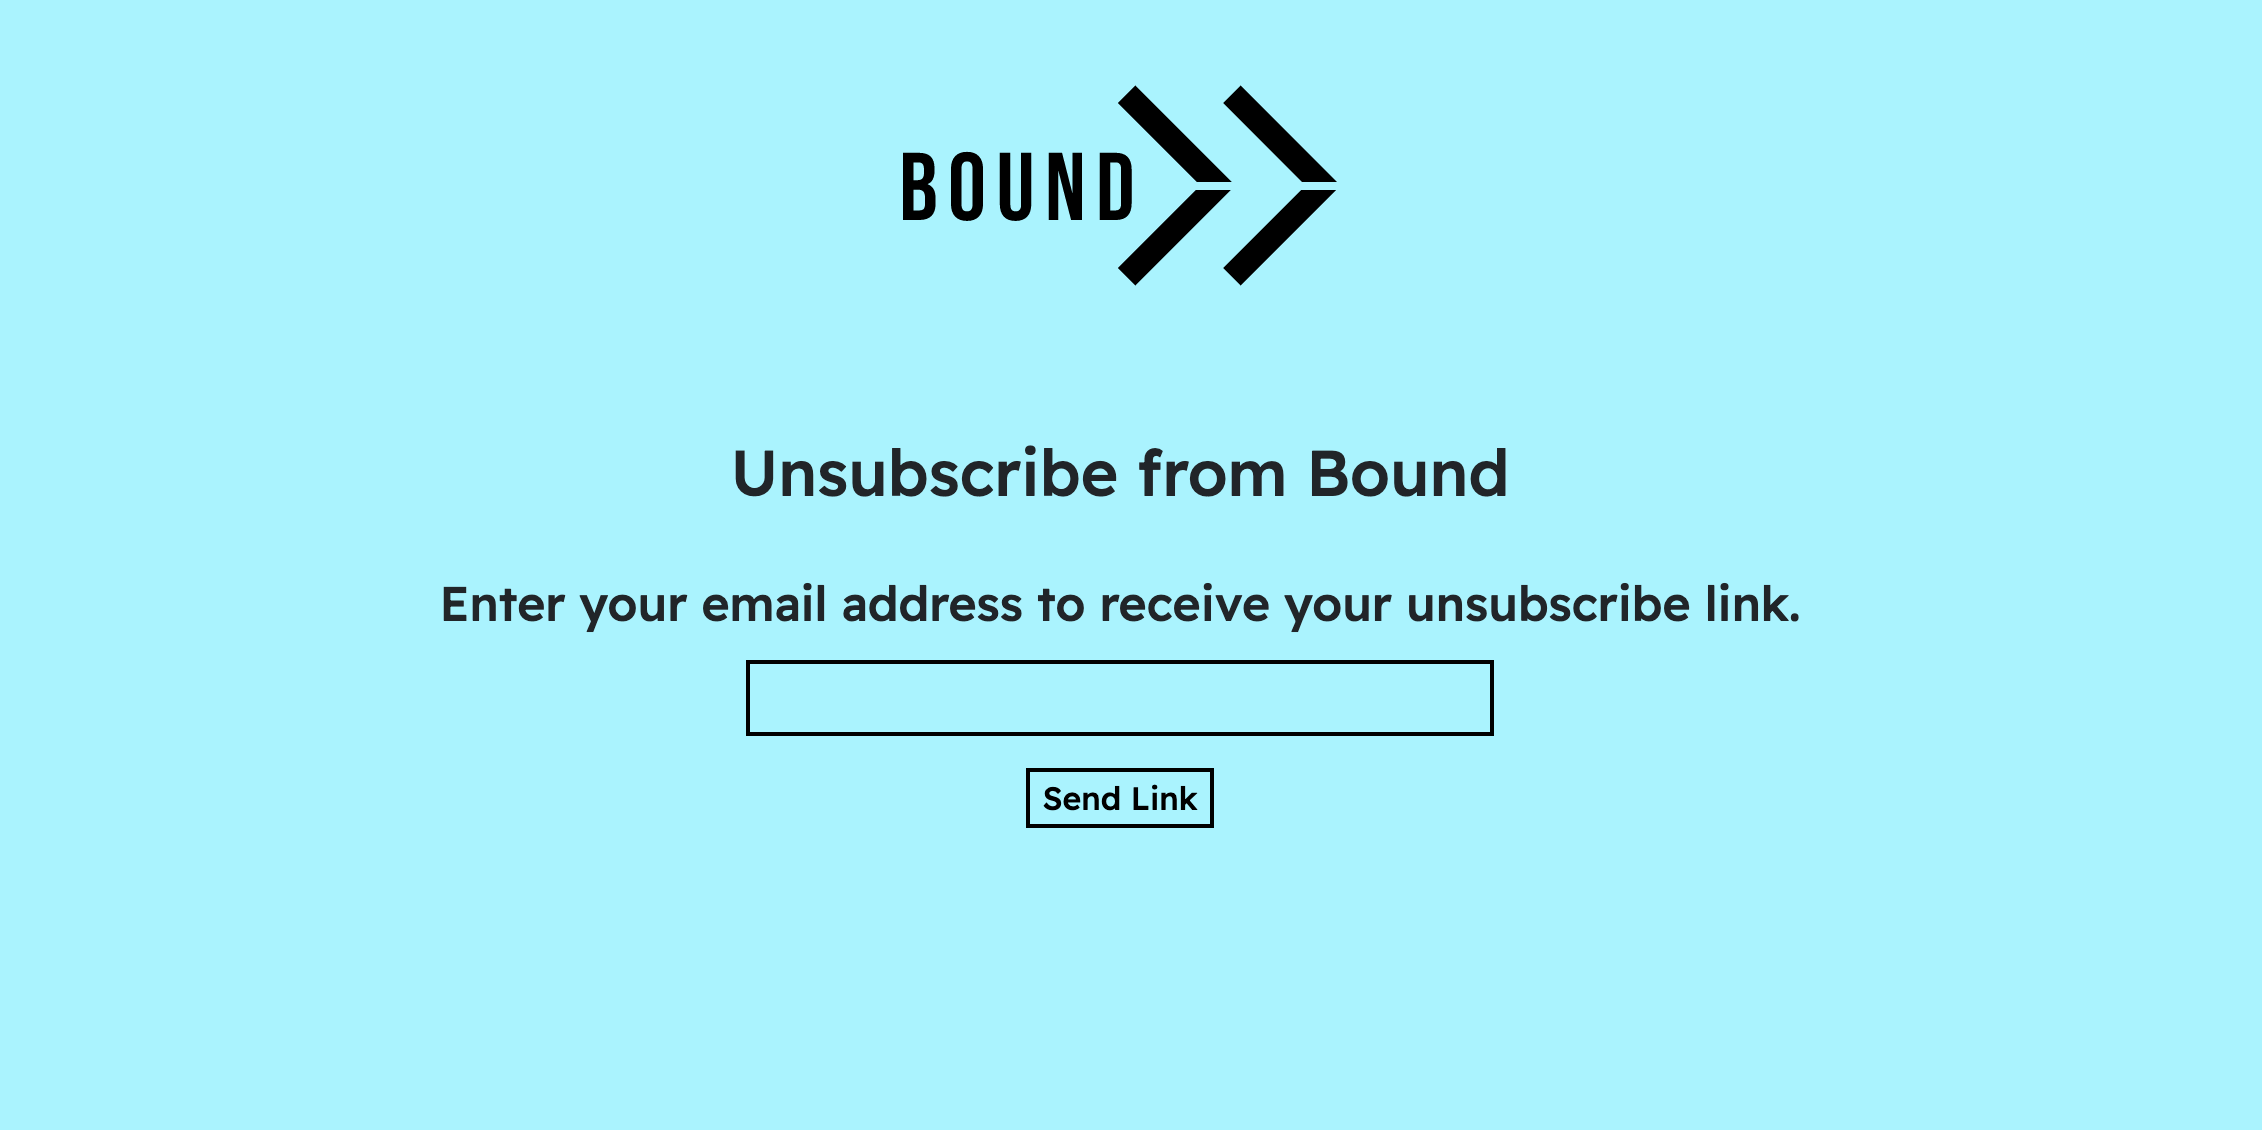 BOUND
Unsubscribe from Bound
Enter your email address to receive your unsubscribe link.
Send Link